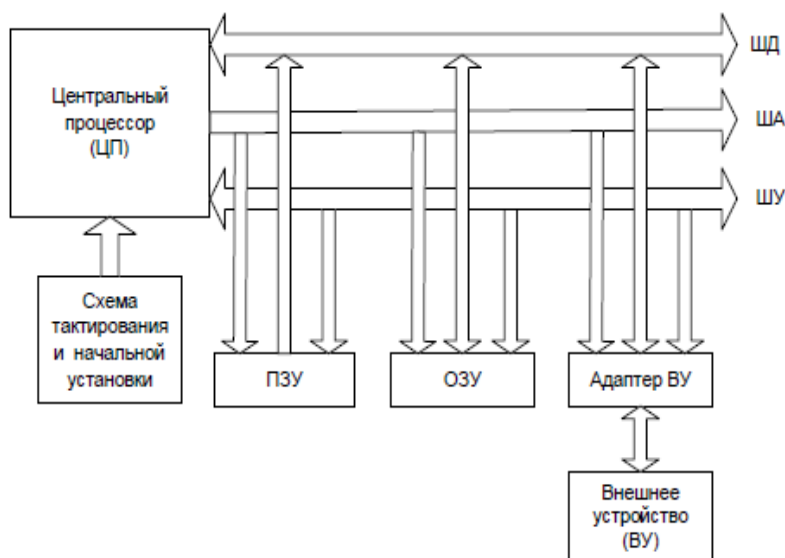 ШД
Центральный
процессор
(ЦП)
ША
ШУ
Схема
тактирования
и начальной
установки
ПЗУ
ОЗУ
Адаптер ВУ
Внешнее
устройство
(ВУ)